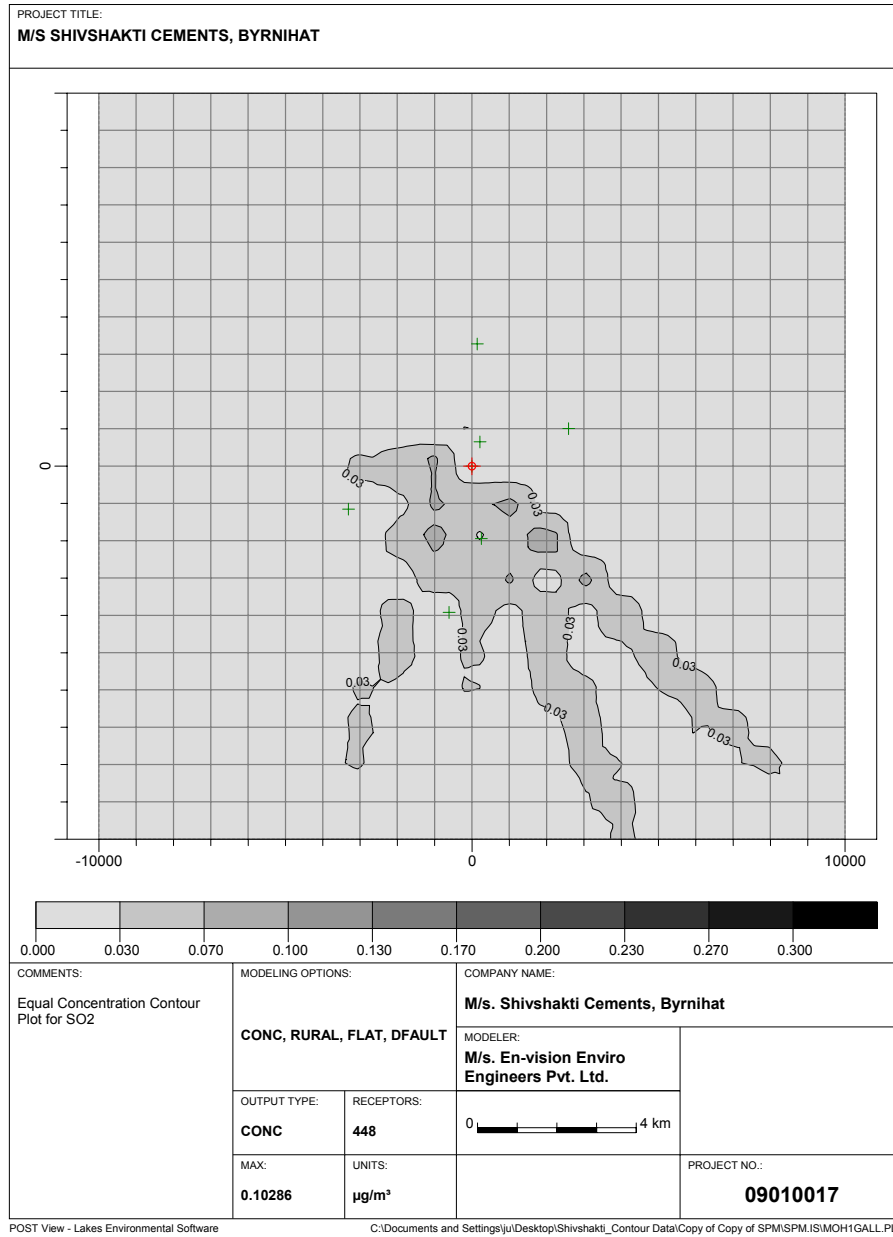 PROJECT TITLE:
M/S SHIVSHAKTI CEMENTS, BYRNIHAT
0
0.03
0.03
0.03
0.03
0.03
0.03
0.03
0.03
-10000
0
10000
0.000 0.030 0.070 0.100 0.130 0.170 0.200 0.230 0.270 0.300
COMMENTS:
Equal Concentration Contour
Plot for SO2
MODELING OPTIONS:
CONC, RURAL, FLAT, DFAULT
COMPANY NAME:
M/s. Shivshakti Cements, Byrnihat
MODELER:
M/s. En-vision Enviro
Engineers Pvt. Ltd.
OUTPUT TYPE:
CONC
RECEPTORS:
448
0 4 km
MAX:
0.10286
UNITS:
µg/m³
PROJECT NO.:
09010017
POST View - Lakes Environmental Software
C:\Documents and Settings\ju\Desktop\Shivshakti_Contour Data\Copy of Copy of SPM\SPM.IS\MOH1GALL.PL